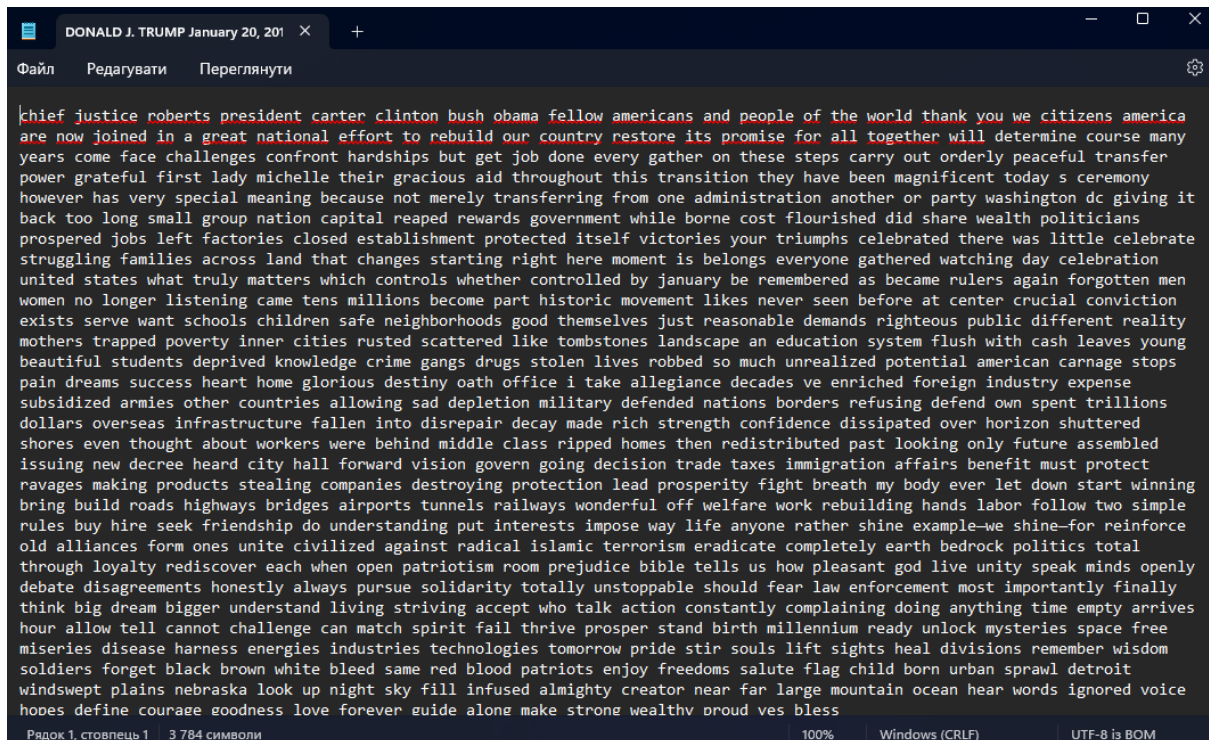 DONALD J. TRUMP January 20, 201
Файл Редагувати Переглянути
chief justice roberts president carter clinton bush obama fellow americans and people of the world thank you we citizens america
are now joined in a great national effort to rebuild our country restore its promise for all together will determine course many
years come face challenges confront hardships but get job done every gather on these steps carry out orderly peaceful transfer
power grateful first lady michelle their gracious aid throughout this transition they have been magnificent today s ceremony
however has very special meaning because not merely transferring from one administration another or party washington dc giving it
back too long small group nation capital reaped rewards government while borne cost flourished did share wealth politicians
prospered jobs left factories closed establishment protected itself victories your triumphs celebrated there was little celebrate
struggling families across land that changes starting right here moment is belongs everyone gathered watching day celebration
united states what truly matters which controls whether controlled by january be remembered as became rulers again forgotten men
women no longer listening came tens millions become part historic movement likes never seen before at center crucial conviction
exists serve want schools children safe neighborhoods good themselves just reasonable demands righteous public different reality
mothers trapped poverty inner cities rusted scattered like tombstones landscape an education system flush with cash leaves young
beautiful students deprived knowledge crime gangs drugs stolen lives robbed so much unrealized potential american carnage stops
pain dreams success heart home glorious destiny oath office i take allegiance decades ve enriched foreign industry expense
subsidized armies other countries allowing sad depletion military defended nations borders refusing defend own spent trillions
dollars overseas infrastructure fallen into disrepair decay made rich strength confidence dissipated over horizon shuttered
shores even thought about workers were behind middle class ripped homes then redistributed past looking only future assembled
issuing new decree heard city hall forward vision govern going decision trade taxes immigration affairs benefit must protect
ravages making products stealing companies destroying protection lead prosperity fight breath my body ever let down start winning
bring build roads highways bridges airports tunnels railways wonderful off welfare work rebuilding hands labor follow two simple
rules buy hire seek friendship do understanding put interests impose way life anyone rather shine example—we shine—for reinforce
old alliances form ones unite civilized against radical islamic terrorism eradicate completely earth bedrock politics total
through loyalty rediscover each when open patriotism room prejudice bible tells us how pleasant god live unity speak minds openly
debate disagreements honestly always pursue solidarity totally unstoppable should fear law enforcement most importantly finally
think big dream bigger understand living striving accept who talk action constantly complaining doing anything time empty arrives
hour allow tell cannot challenge can match spirit fail thrive prosper stand birth millennium ready unlock mysteries space free
miseries disease harness energies industries technologies tomorrow pride stir souls lift sights heal divisions remember wisdom
soldiers forget black brown white bleed same red blood patriots enjoy freedoms salute flag child born urban sprawl detroit
windswept plains nebraska look up night sky fill infused almighty creator near far large mountain ocean hear words ignored voice
hopes define courage goodness love forever guide along make strong wealthy proud yes bless
Рядок 1, стовпець 1 3 784 символи 100% Windows (CRLF) UTF-8 із BOM